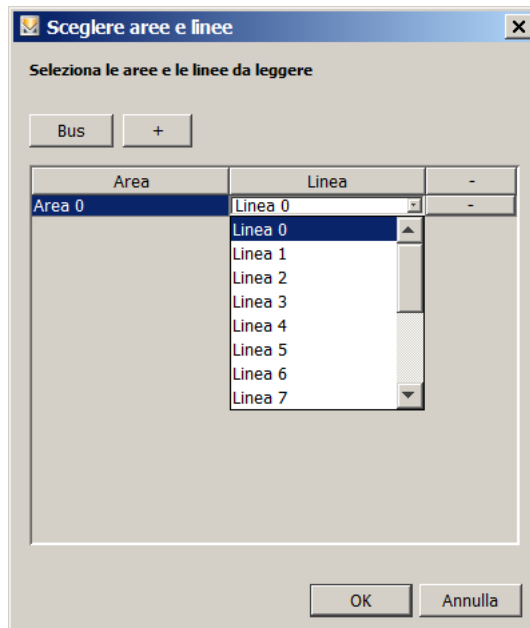 Sceglere aree e linee
Seleziona le aree e le linee da leggere
Bus +
Area Linea -
Area 0 Linea 0 -
Linea 0
Linea 1
Linea 2
Linea 3
Linea 4
Linea 5
Linea 6
Linea 7
OK Annulla